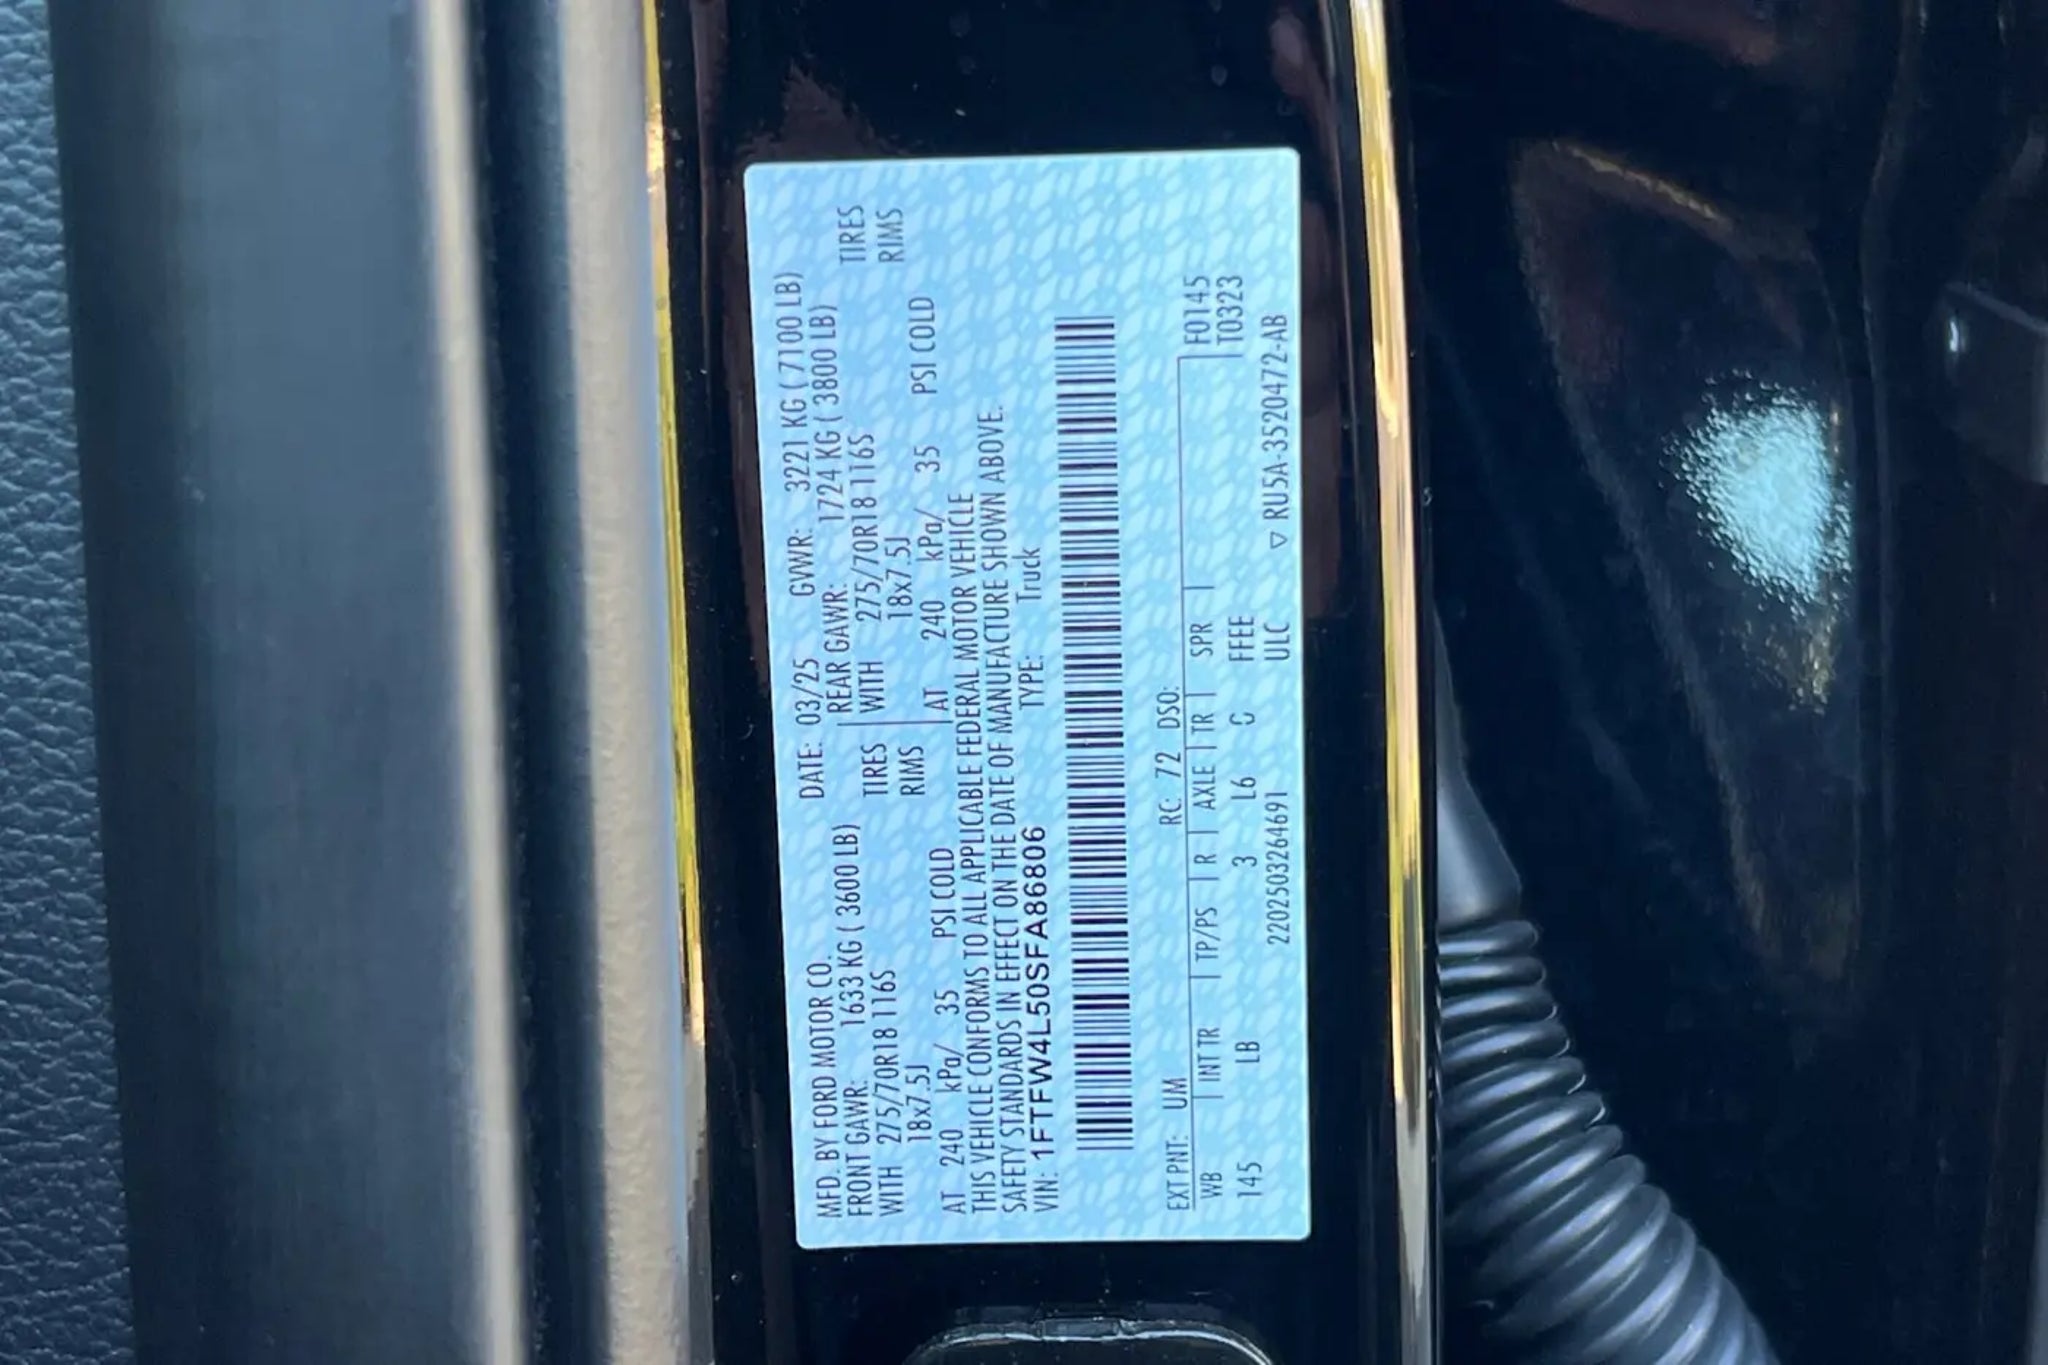 MFD. BY FORD MOTOR CO. DATE: 03/25 GVWR: 3221 KG ( 7100 LB)
FRONT GAWR: 1633 KG ( 3600 LB) REAR GAWR: 1724 KG ( 3800 LB)
WITH 275/70R18 116S TIRES WITH 275/70R18 116S TIRES
18x7.5J RIMS 18x7.5J RIMS
AT 240 kPa/ 35 PSI COLD AT 240 kPa/ 35 PSI COLD
THIS VEHICLE CONFORMS TO ALL APPLICABLE FEDERAL MOTOR VEHICLE
SAFETY STANDARDS IN EFFECT ON THE DATE OF MANUFACTURE SHOWN ABOVE.
VIN: 1FTFW4L50SFA86806 TYPE: Truck
EXT PNT: UM RC: 72 DSO:
WB INT TR TP/PS R AXLE TR SPR F0145
145 LB 3 L6 FFEE T0323
2202503264691 ULC ▽ RU5A-3520472-AB